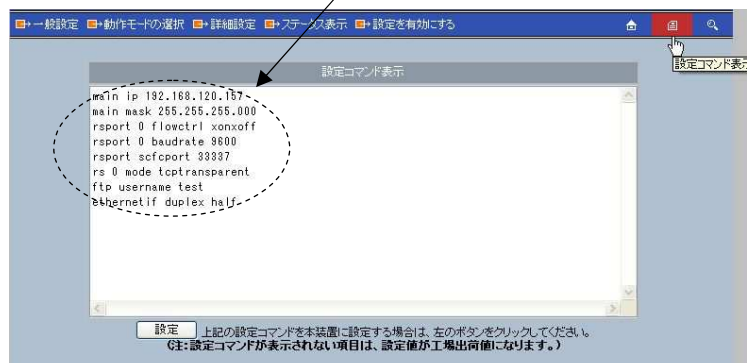 一般設定 動作モードの選択 詳細設定 ステータス表示 設定を有効にする
設定コマンド表示
設定コマンド表示
main ip 192.168.120.157
main mask 255.255.255.000
rsport 0 flowctrl xonxoff
rsport 0 baudrate 9600
rsport scfcport 33337
rs 0 mode tcptransparent
ftp username test
ethernetif duplex half
設定 上記の設定コマンドを本装置に設定する場合は、左のボタンをクリックしてください。
(注:設定コマンドが表示されない項目は、設定値が工場出荷値になります。)